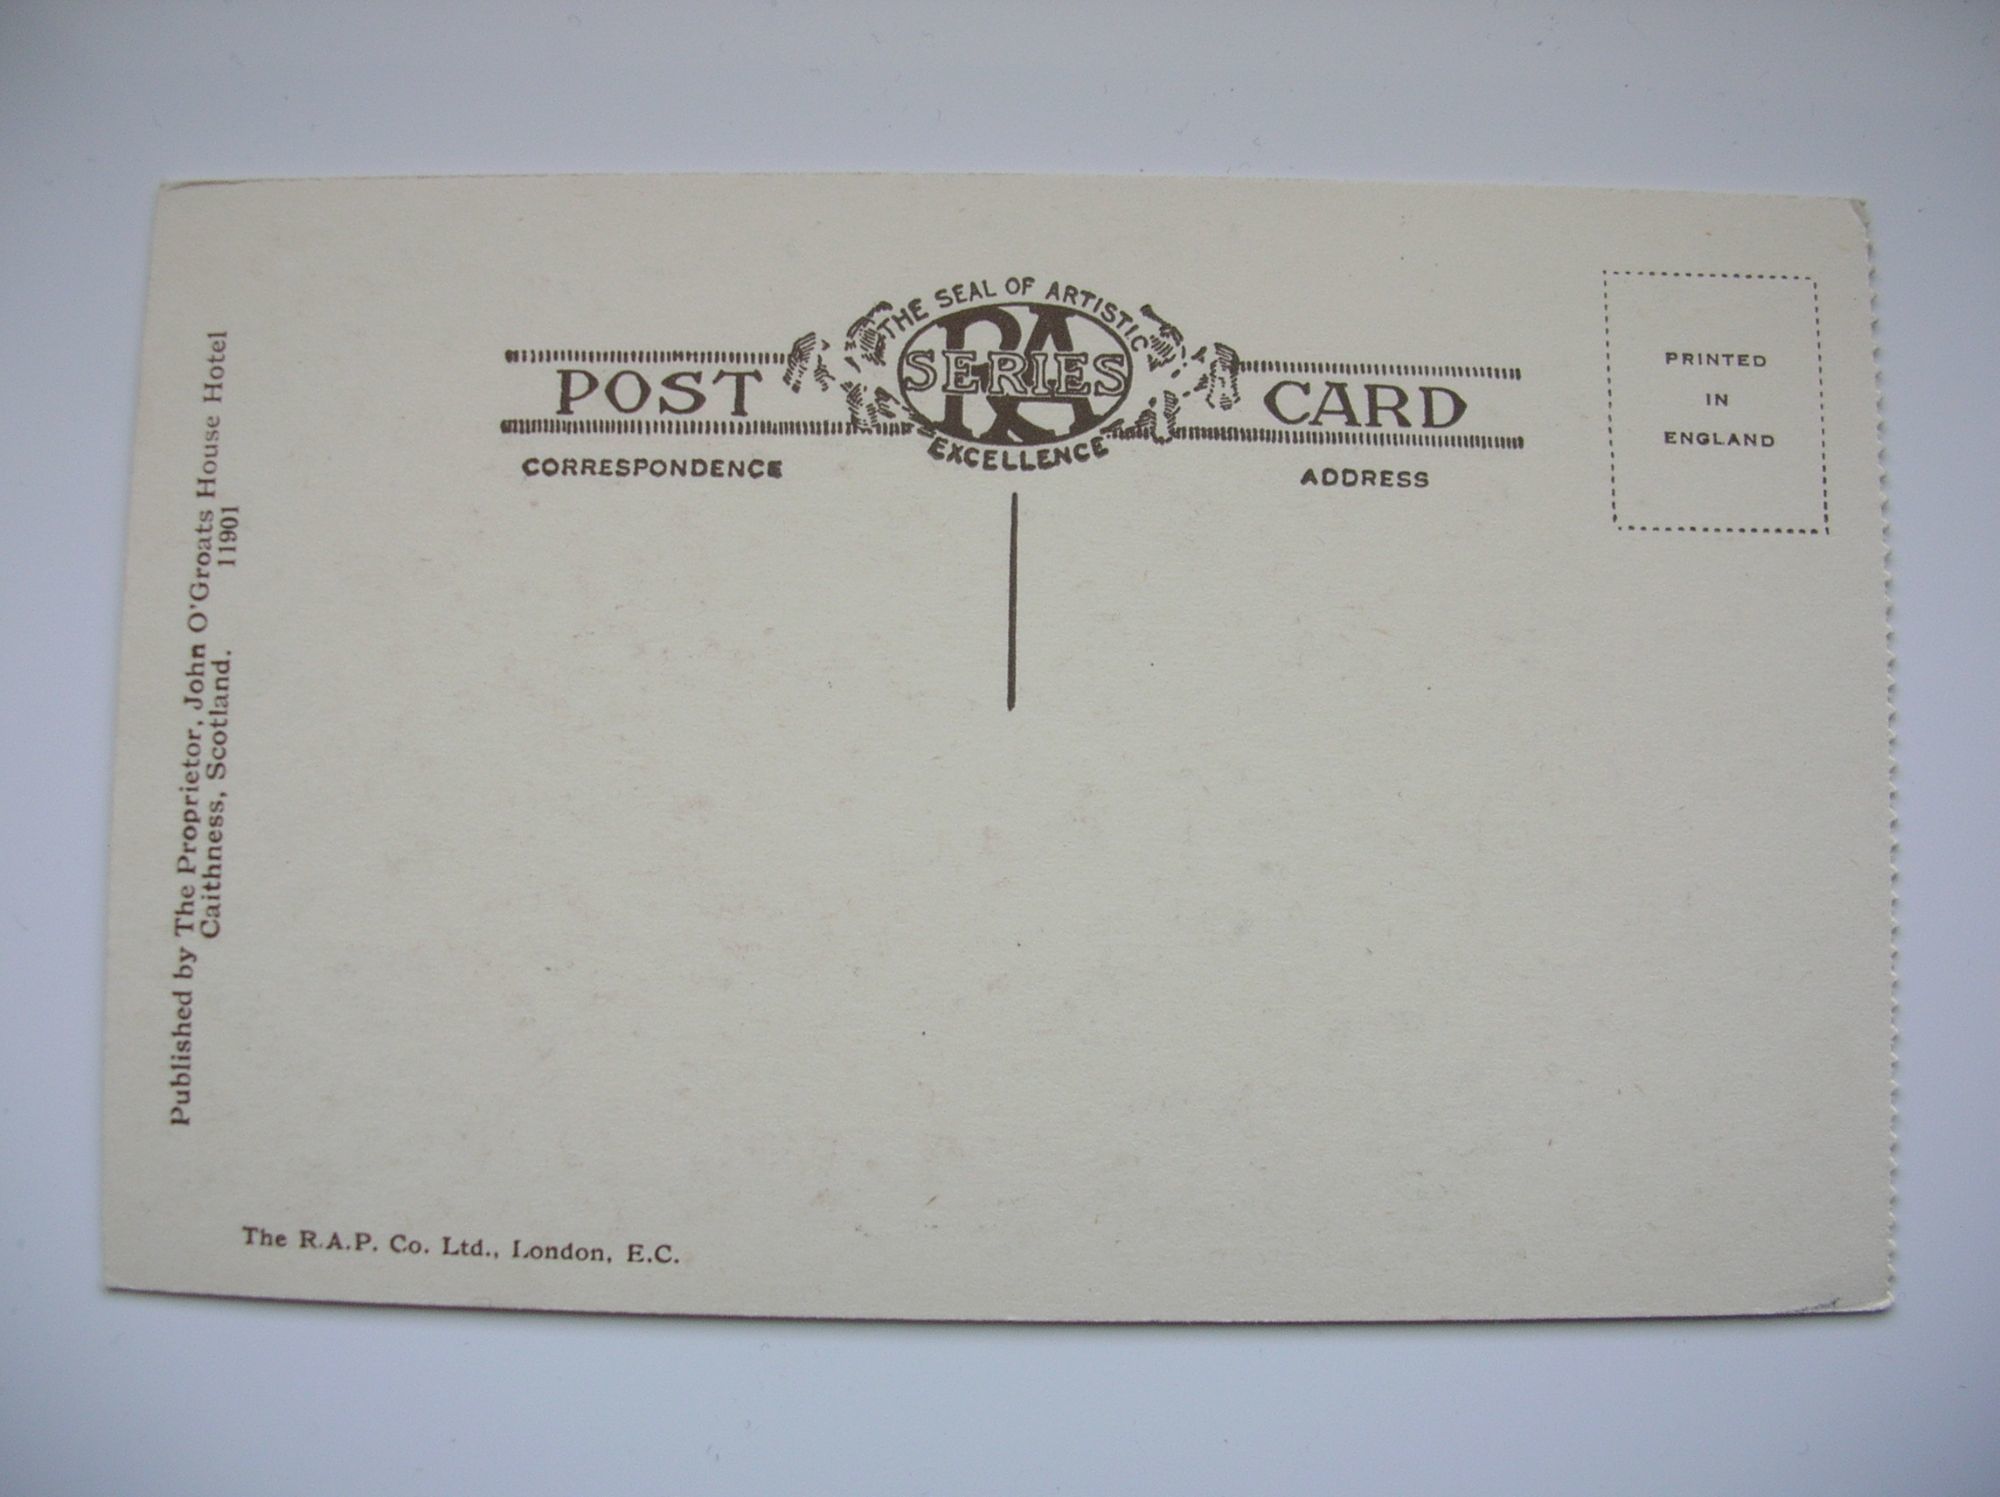 THE SEAL OF ARTISTIC
RA
SERIES
EXCELLENCE
POST CARD
CORRESPONDENCE
ADDRESS
PRINTED
IN
ENGLAND
Published by The Proprietor, John O'Groats House Hotel
Caithness, Scotland. 11901
The R.A.P. Co. Ltd., London, E.C.